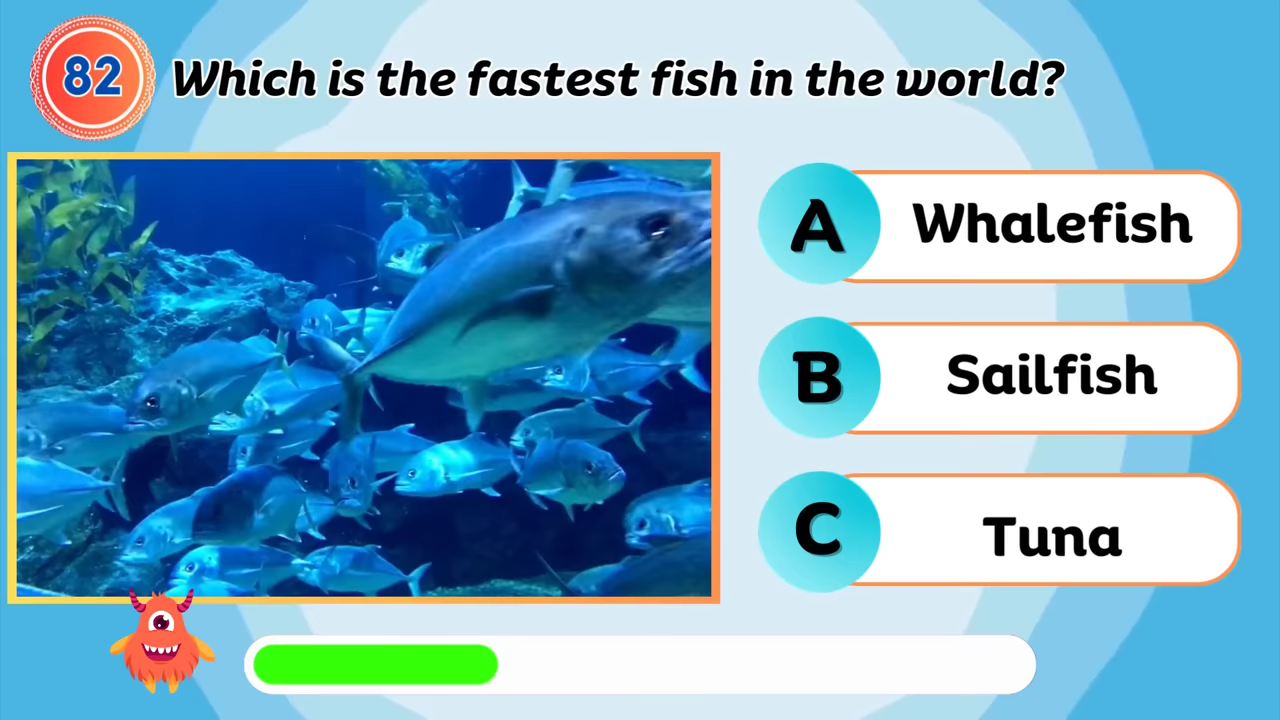 82
Which is the fastest fish in the world?
A Whalefish
B Sailfish
C Tuna